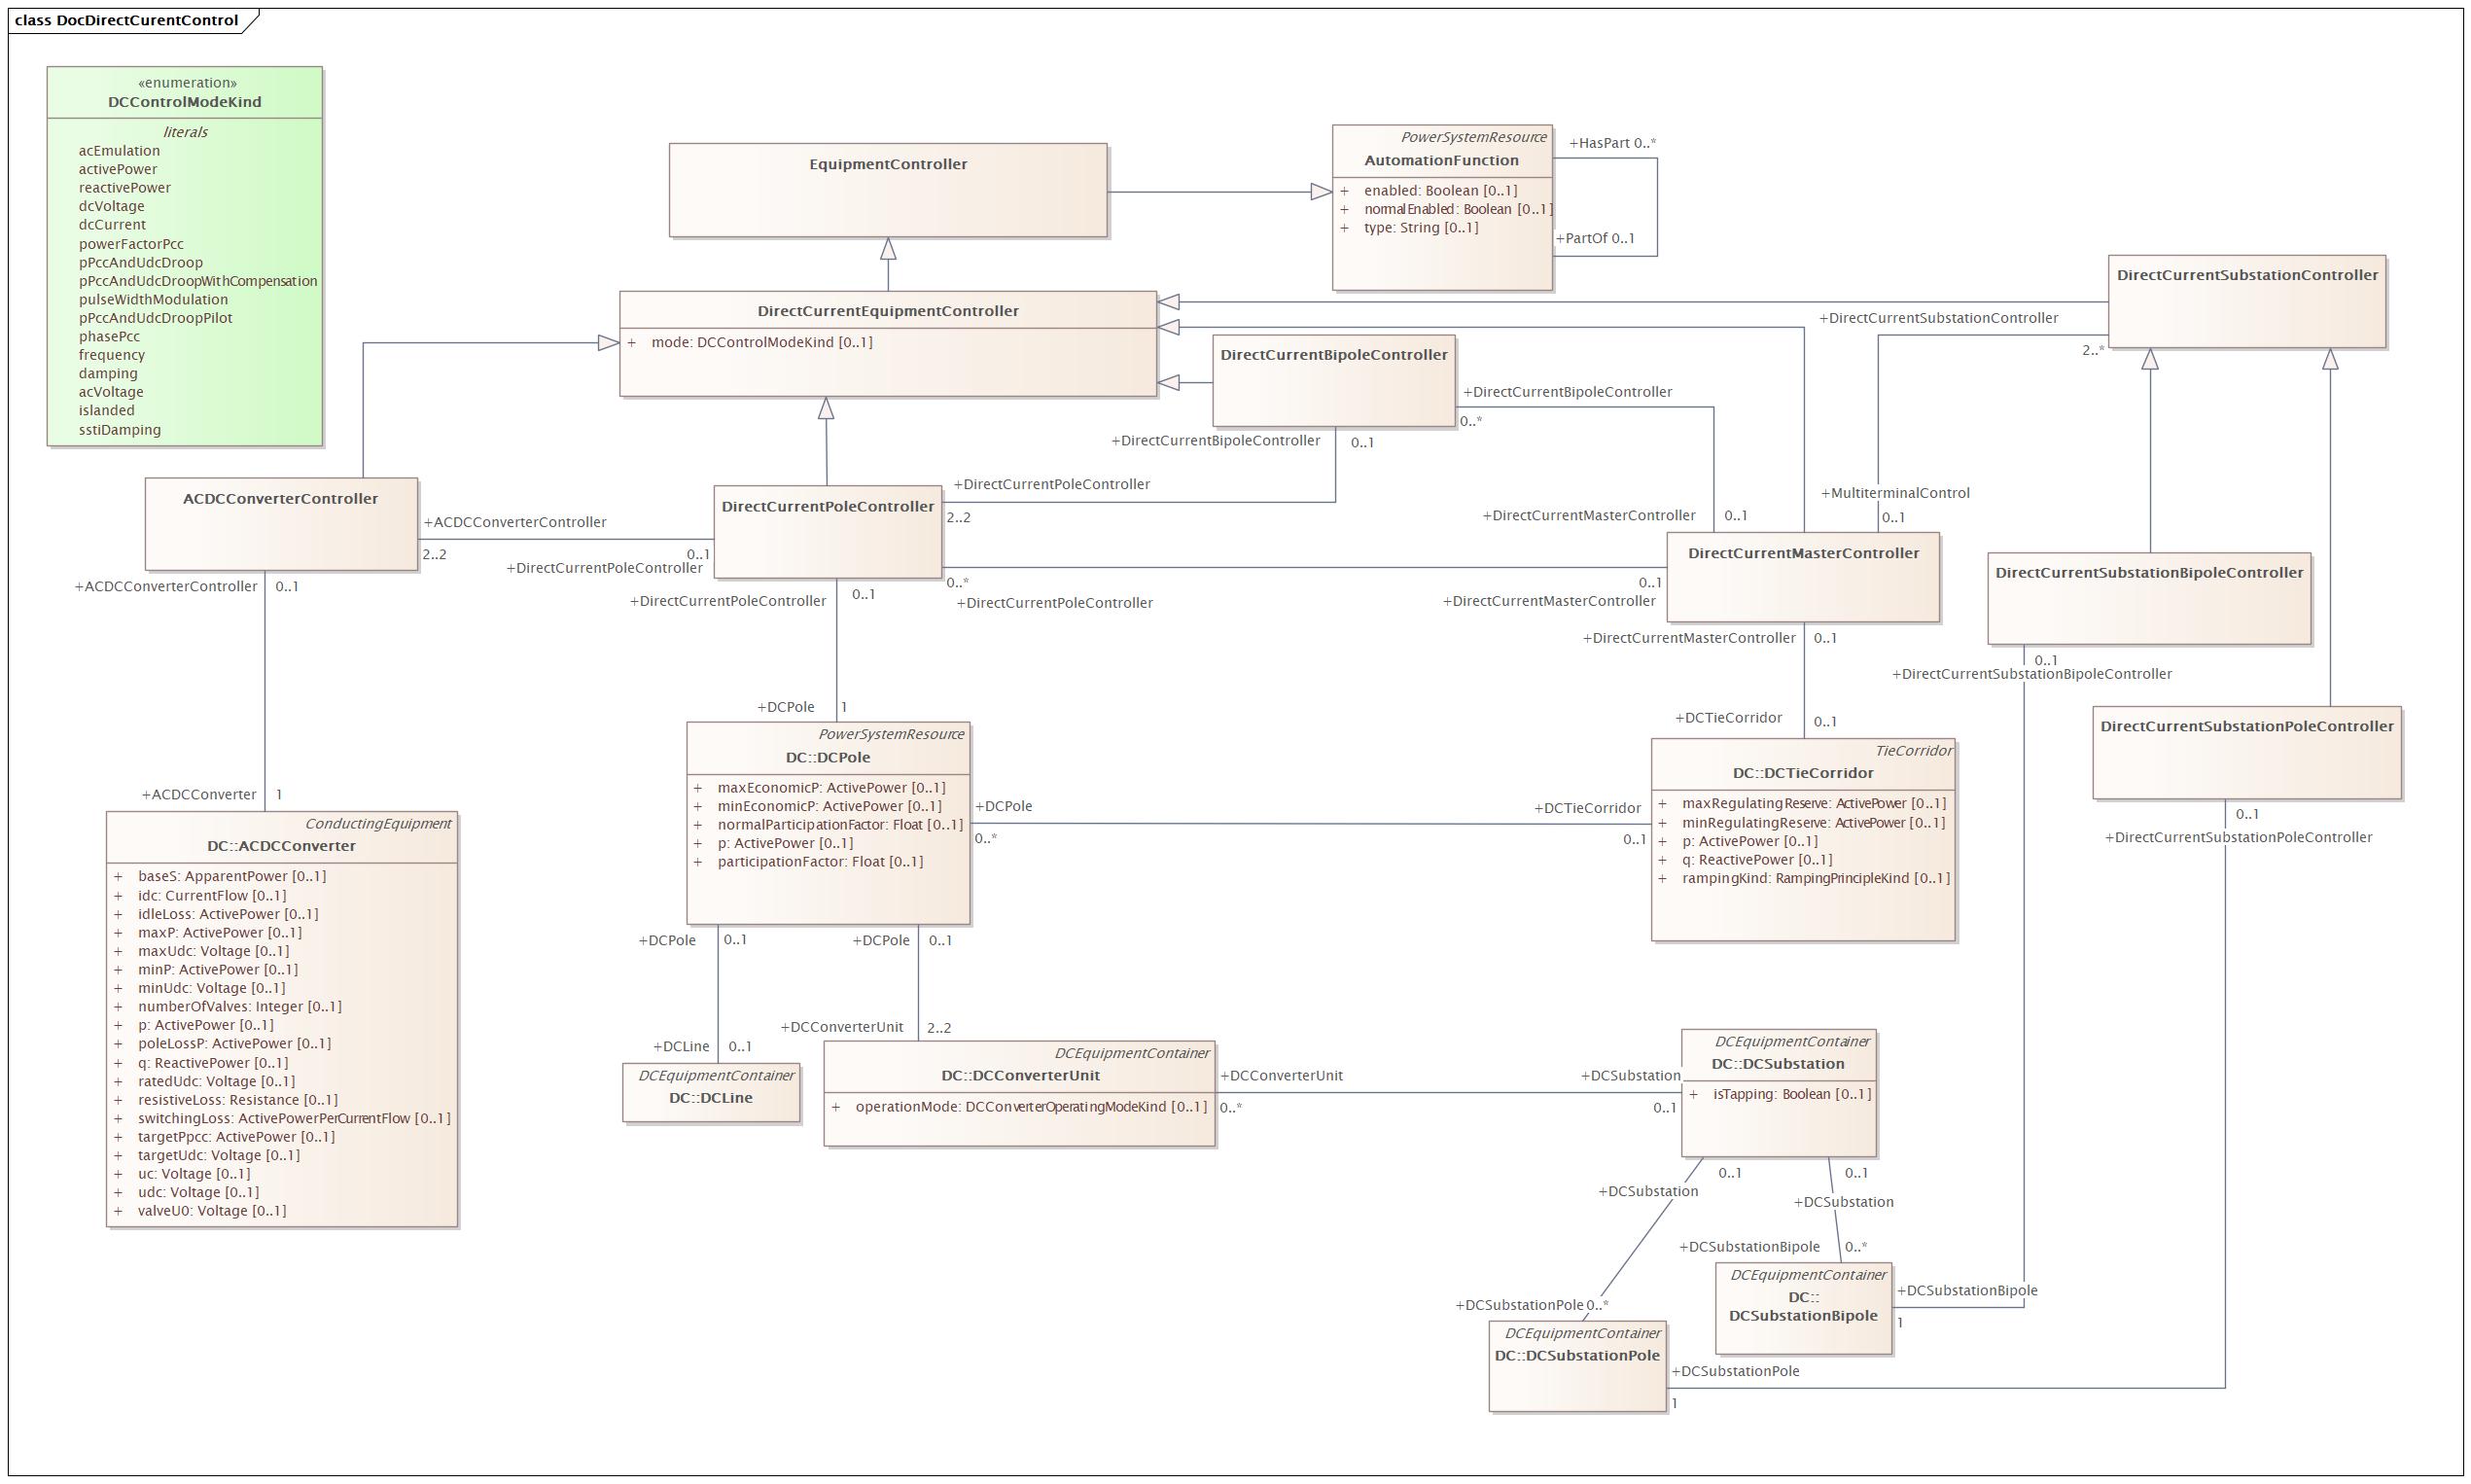 class DocDirectCurentControl
«enumeration»
DCControlModeKind
literals
acEmulation
activePower
reactivePower
dcVoltage
dcCurrent
powerFactorPcc
pPccAndUdcDroop
pPccAndUdcDroopWithCompensation
pulseWidthModulation
pPccAndUdcDroopPilot
phasePcc
frequency
damping
acVoltage
islanded
sstiDamping
EquipmentController
PowerSystemResource
AutomationFunction
+ enabled: Boolean [0..1]
+ normalEnabled: Boolean [0..1]
+ type: String [0..1]
+HasPart 0..*
+PartOf 0..1
DirectCurrentEquipmentController
+ mode: DCControlModeKind [0..1]
DirectCurrentSubstationController
+DirectCurrentSubstationController
2..*
DirectCurrentBipoleController
+DirectCurrentBipoleController
0..*
+DirectCurrentBipoleController
0..1
ACDCConverterController
+ACDCConverterController
2..2
0..1
+DirectCurrentPoleController
DirectCurrentPoleController
+DirectCurrentPoleController
2..2
+DirectCurrentMasterController
0..1
+MultiterminalControl
0..1
DirectCurrentMasterController
0..*
+DirectCurrentPoleController
0..1
+DirectCurrentMasterController
DirectCurrentSubstationBipoleController
+ACDCConverterController
0..1
+DirectCurrentPoleController
0..1
+DirectCurrentMasterController
0..1
0..1
+DirectCurrentSubstationBipoleController
+DCPole
1
+DCTieCorridor
0..1
DirectCurrentSubstationPoleController
0..1
+DirectCurrentSubstationPoleController
+ACDCConverter
1
ConductingEquipment
DC::ACDCConverter
+ baseS: ApparentPower [0..1]
+ idc: CurrentFlow [0..1]
+ idleLoss: ActivePower [0..1]
+ maxP: ActivePower [0..1]
+ maxUdc: Voltage [0..1]
+ minP: ActivePower [0..1]
+ minUdc: Voltage [0..1]
+ numberOfValves: Integer [0..1]
+ p: ActivePower [0..1]
+ poleLossP: ActivePower [0..1]
+ q: ReactivePower [0..1]
+ ratedUdc: Voltage [0..1]
+ resistiveLoss: Resistance [0..1]
+ switchingLoss: ActivePowerPerCurrentFlow [0..1]
+ targetPpcc: ActivePower [0..1]
+ targetUdc: Voltage [0..1]
+ uc: Voltage [0..1]
+ udc: Voltage [0..1]
+ valveU0: Voltage [0..1]
PowerSystemResource
DC::DCPole
+ maxEconomicP: ActivePower [0..1]
+ minEconomicP: ActivePower [0..1]
+ normalParticipationFactor: Float [0..1]
+ p: ActivePower [0..1]
+ participationFactor: Float [0..1]
+DCPole
0..*
+DCTieCorridor
0..1
TieCorridor
DC::DCTieCorridor
+ maxRegulatingReserve: ActivePower [0..1]
+ minRegulatingReserve: ActivePower [0..1]
+ p: ActivePower [0..1]
+ q: ReactivePower [0..1]
+ rampingKind: RampingPrincipleKind [0..1]
+DCPole
0..1
+DCPole
0..1
+DCLine
0..1
+DCConverterUnit
2..2
DCEquipmentContainer
DC::DCLine
DCEquipmentContainer
DC::DCConverterUnit
+ operationMode: DCConverterOperatingModeKind [0..1]
+DCConverterUnit
0..*
+DCSubstation
0..1
DCEquipmentContainer
DC::DCSubstation
+ isTapping: Boolean [0..1]
0..1
+DCSubstation
0..1
+DCSubstation
+DCSubstationBipole
0..*
+DCSubstationPole
0..*
DCEquipmentContainer
DC::
DCSubstationBipole
+DCSubstationBipole
1
DCEquipmentContainer
DC::DCSubstationPole
+DCSubstationPole
1